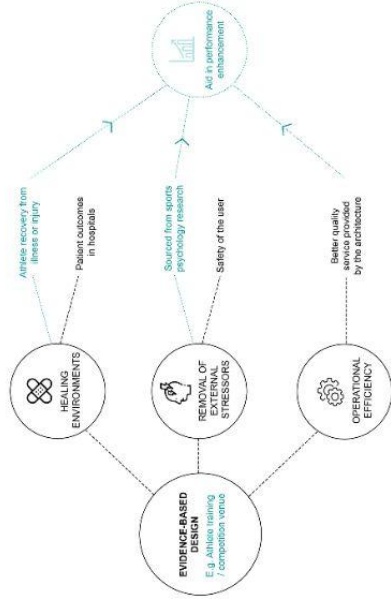 EVIDENCE-BASED
DESIGN
E.g. Athlete training
/ competition venue
HEALING
ENVIRONMENTS
Athlete recovery from
illness or injury
Patient outcomes
in hospitals
REMOVAL OF
EXTERNAL
STRESSORS
Sourced from sports
psychology research
Safety of the user
OPERATIONAL
EFFICIENCY
Better quality
service provided
by the architecture
Aid in performance
enhancement